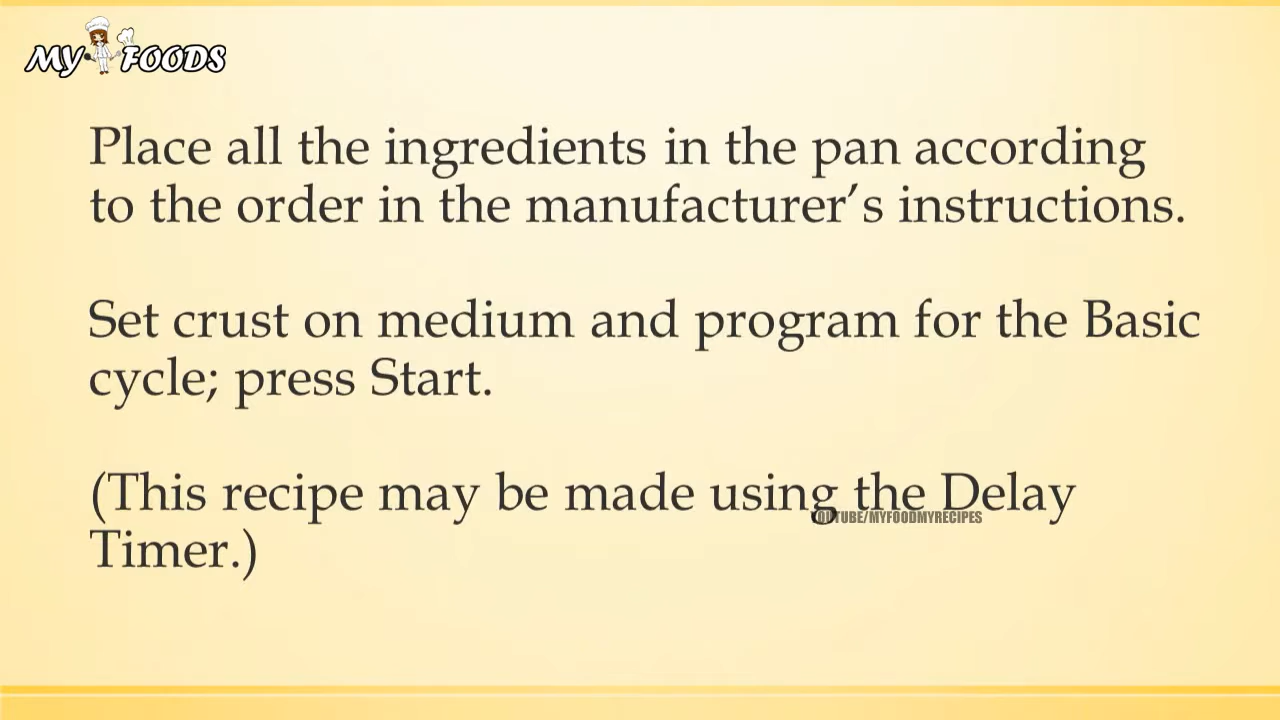 MY FOODS
Place all the ingredients in the pan according
to the order in the manufacturer’s instructions.
Set crust on medium and program for the Basic
cycle; press Start.
(This recipe may be made using the Delay
YOUTUBE/MYFOODMYRECIPES
Timer.)